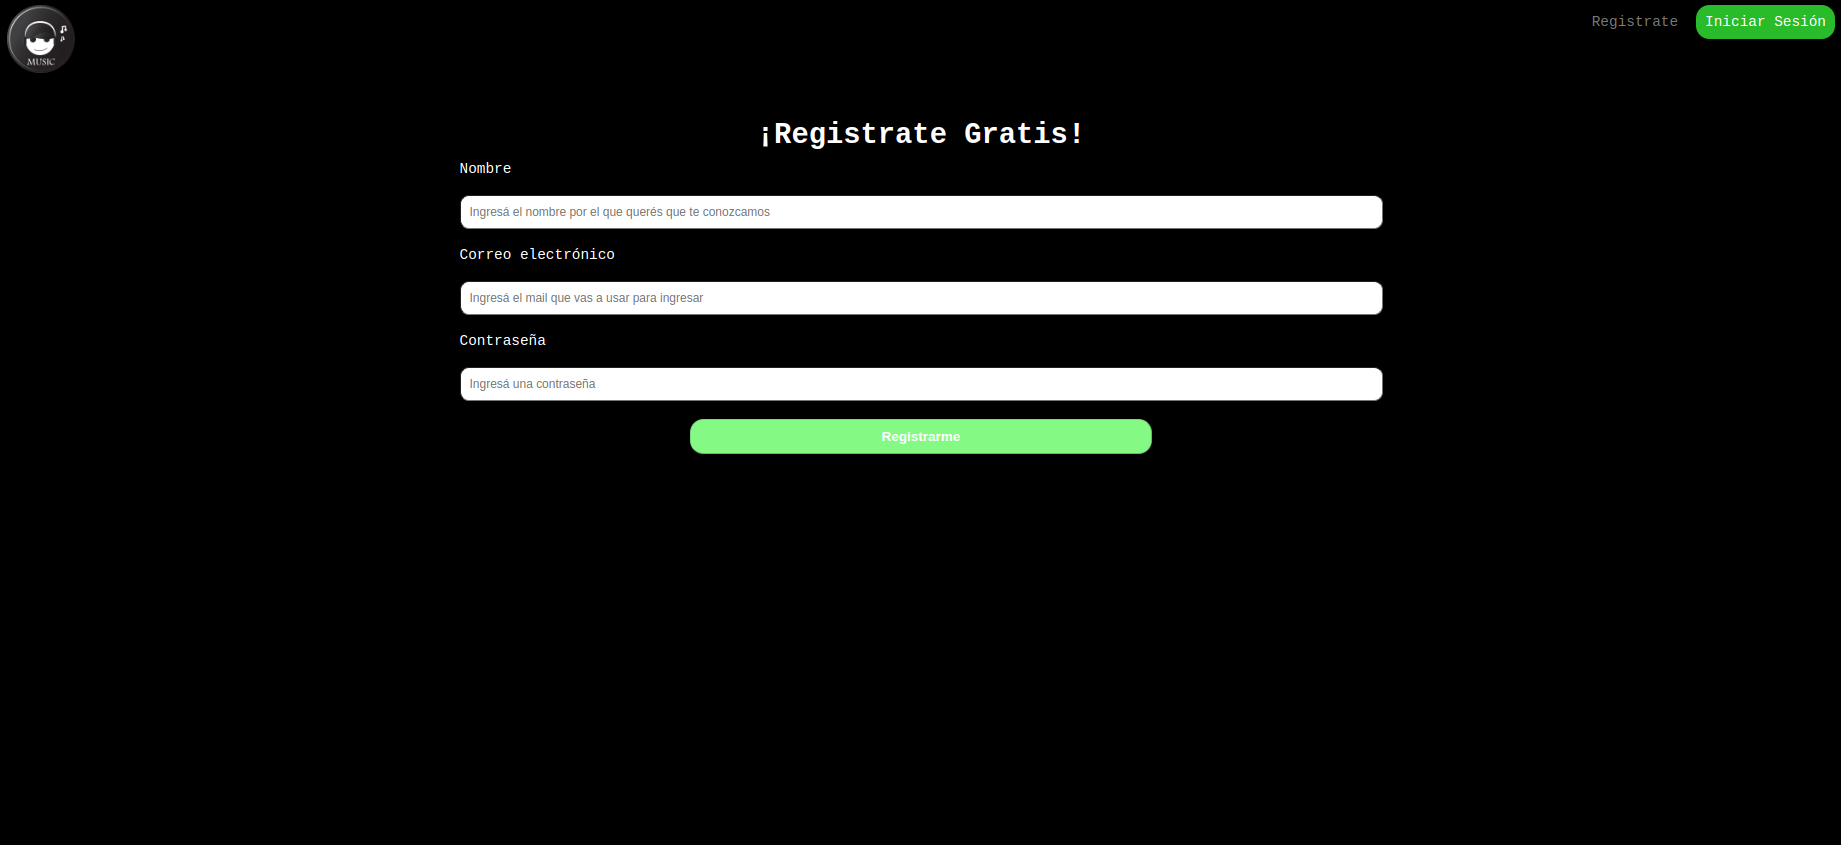 MUSIC
Registrate
Iniciar Sesión
¡Registrate Gratis!
Nombre
Ingresá el nombre por el que querés que te conozcamos
Correo electrónico
Ingresá el mail que vas a usar para ingresar
Contraseña
Ingresá una contraseña
Registrarme